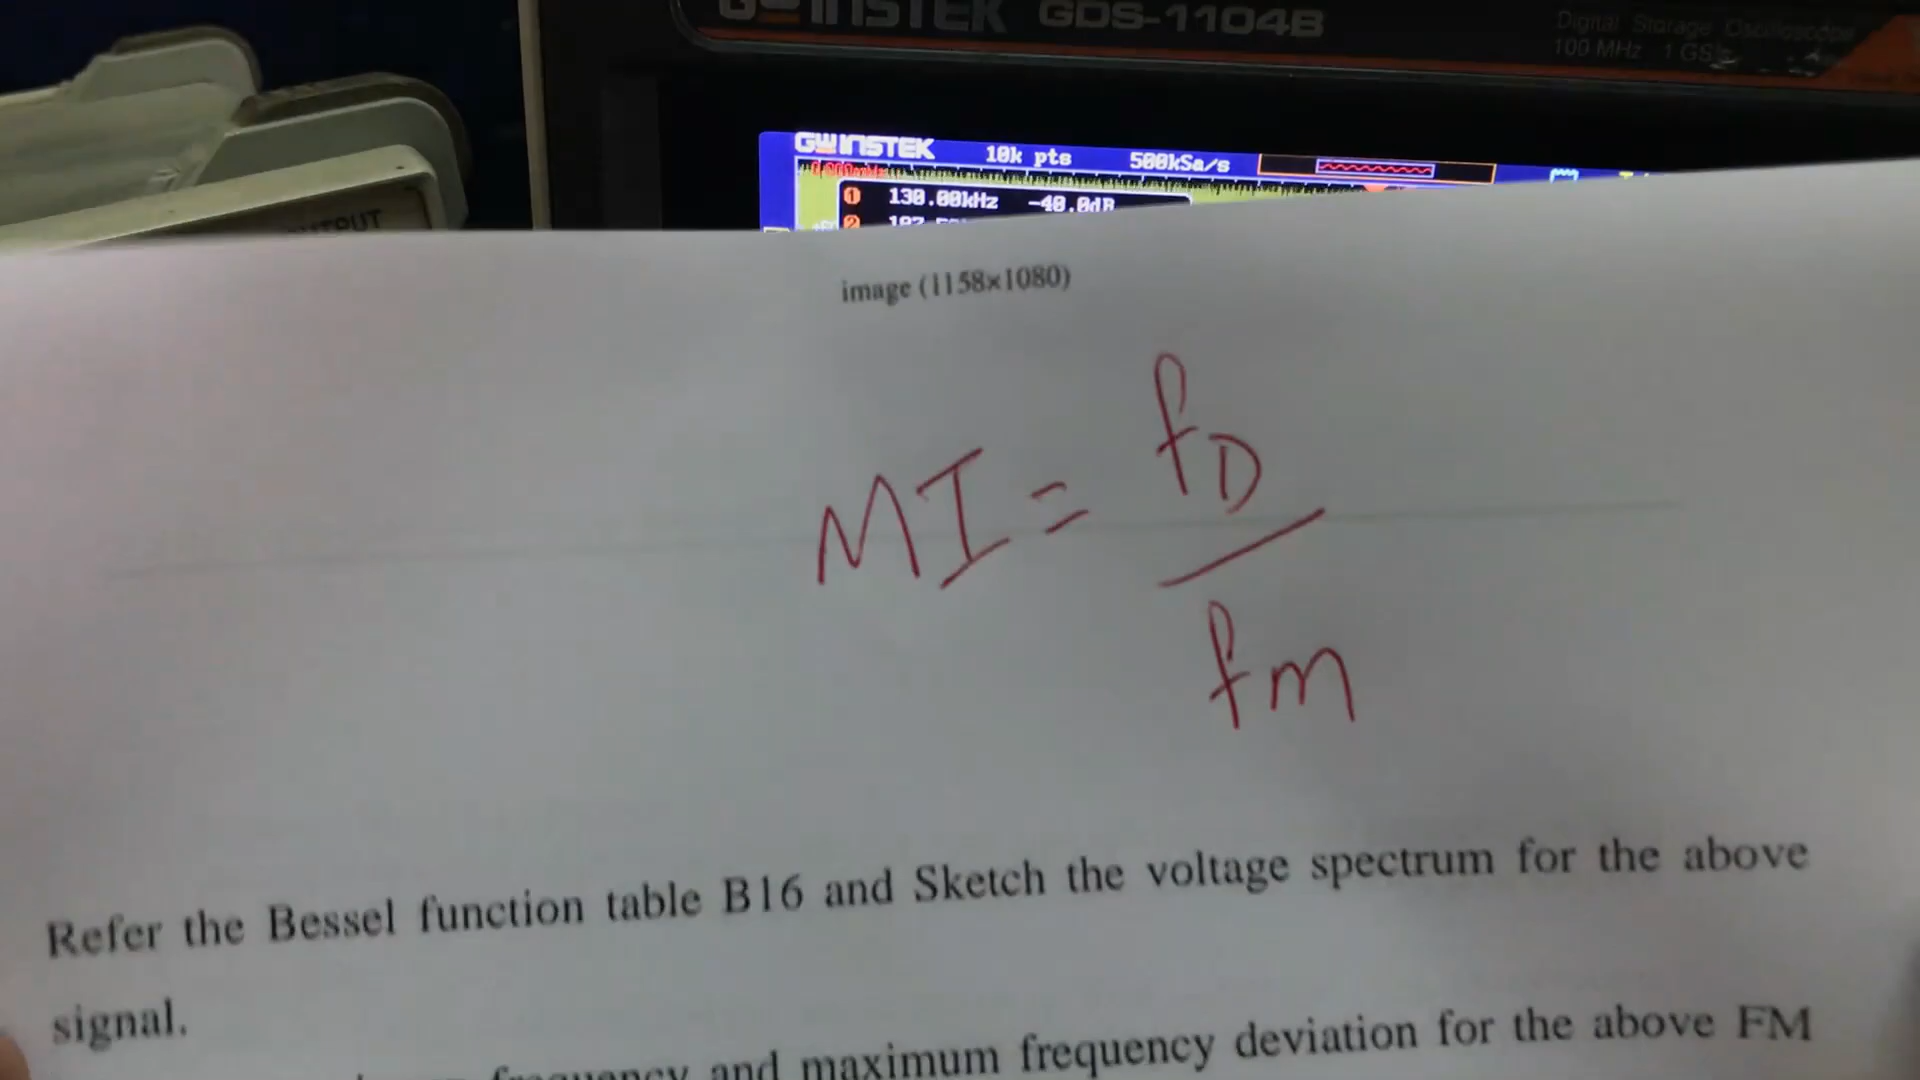 GW INSTEK GDS-1104B
Digital Storage Oscilloscope
100 MHz 1 GS/s
GW INSTEK 10k pts 500kSa/s
1 130.00kHz -40.0dB
2
OUTPUT
image (1158×1080)
MI = fD
fm
Refer the Bessel function table B16 and Sketch the voltage spectrum for the above
signal.
frequency and maximum frequency deviation for the above FM